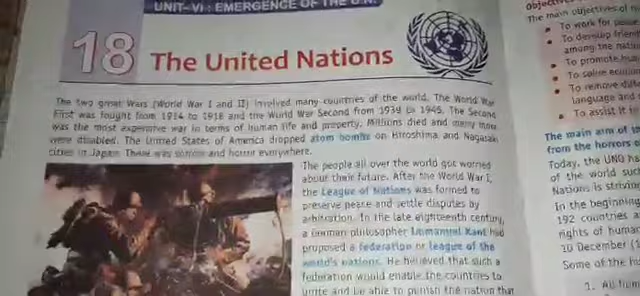 UNIT-VI : EMERGENCE OF THE U.N.
18
The United Nations
The two great Wars (World War I and II) involved many countries of the world. The World War
First was fought from 1914 to 1918 and the World War Second from 1939 to 1945. The Second
was the most expensive war in terms of human life and property. Millions died and many more
were disabled. The United States of America dropped atom bombs on Hiroshima and Nagasaki
cities in Japan. There was sorrow and horror everywhere.
The people all over the world got worried
about their future. After the World War I,
the League of Nations was formed to
preserve peace and settle disputes by
arbitration. In the late eighteenth century,
a German philosopher Emmanuel Kant had
proposed a federation or league of the
world's nations. He believed that such a
federation would enable the countries to
unite and be able to punish the nation that
The main objectives of
To work for peace
To develop friend
among the nati
To promote hum
To solve
To remove
language and
To assist it
The main aim of
from the horrors o
Today, the UNO ha
of the world suc
Nations is strivin
In the beginning
192 countries a
rights of human
10 December (1
Some of the
1. All